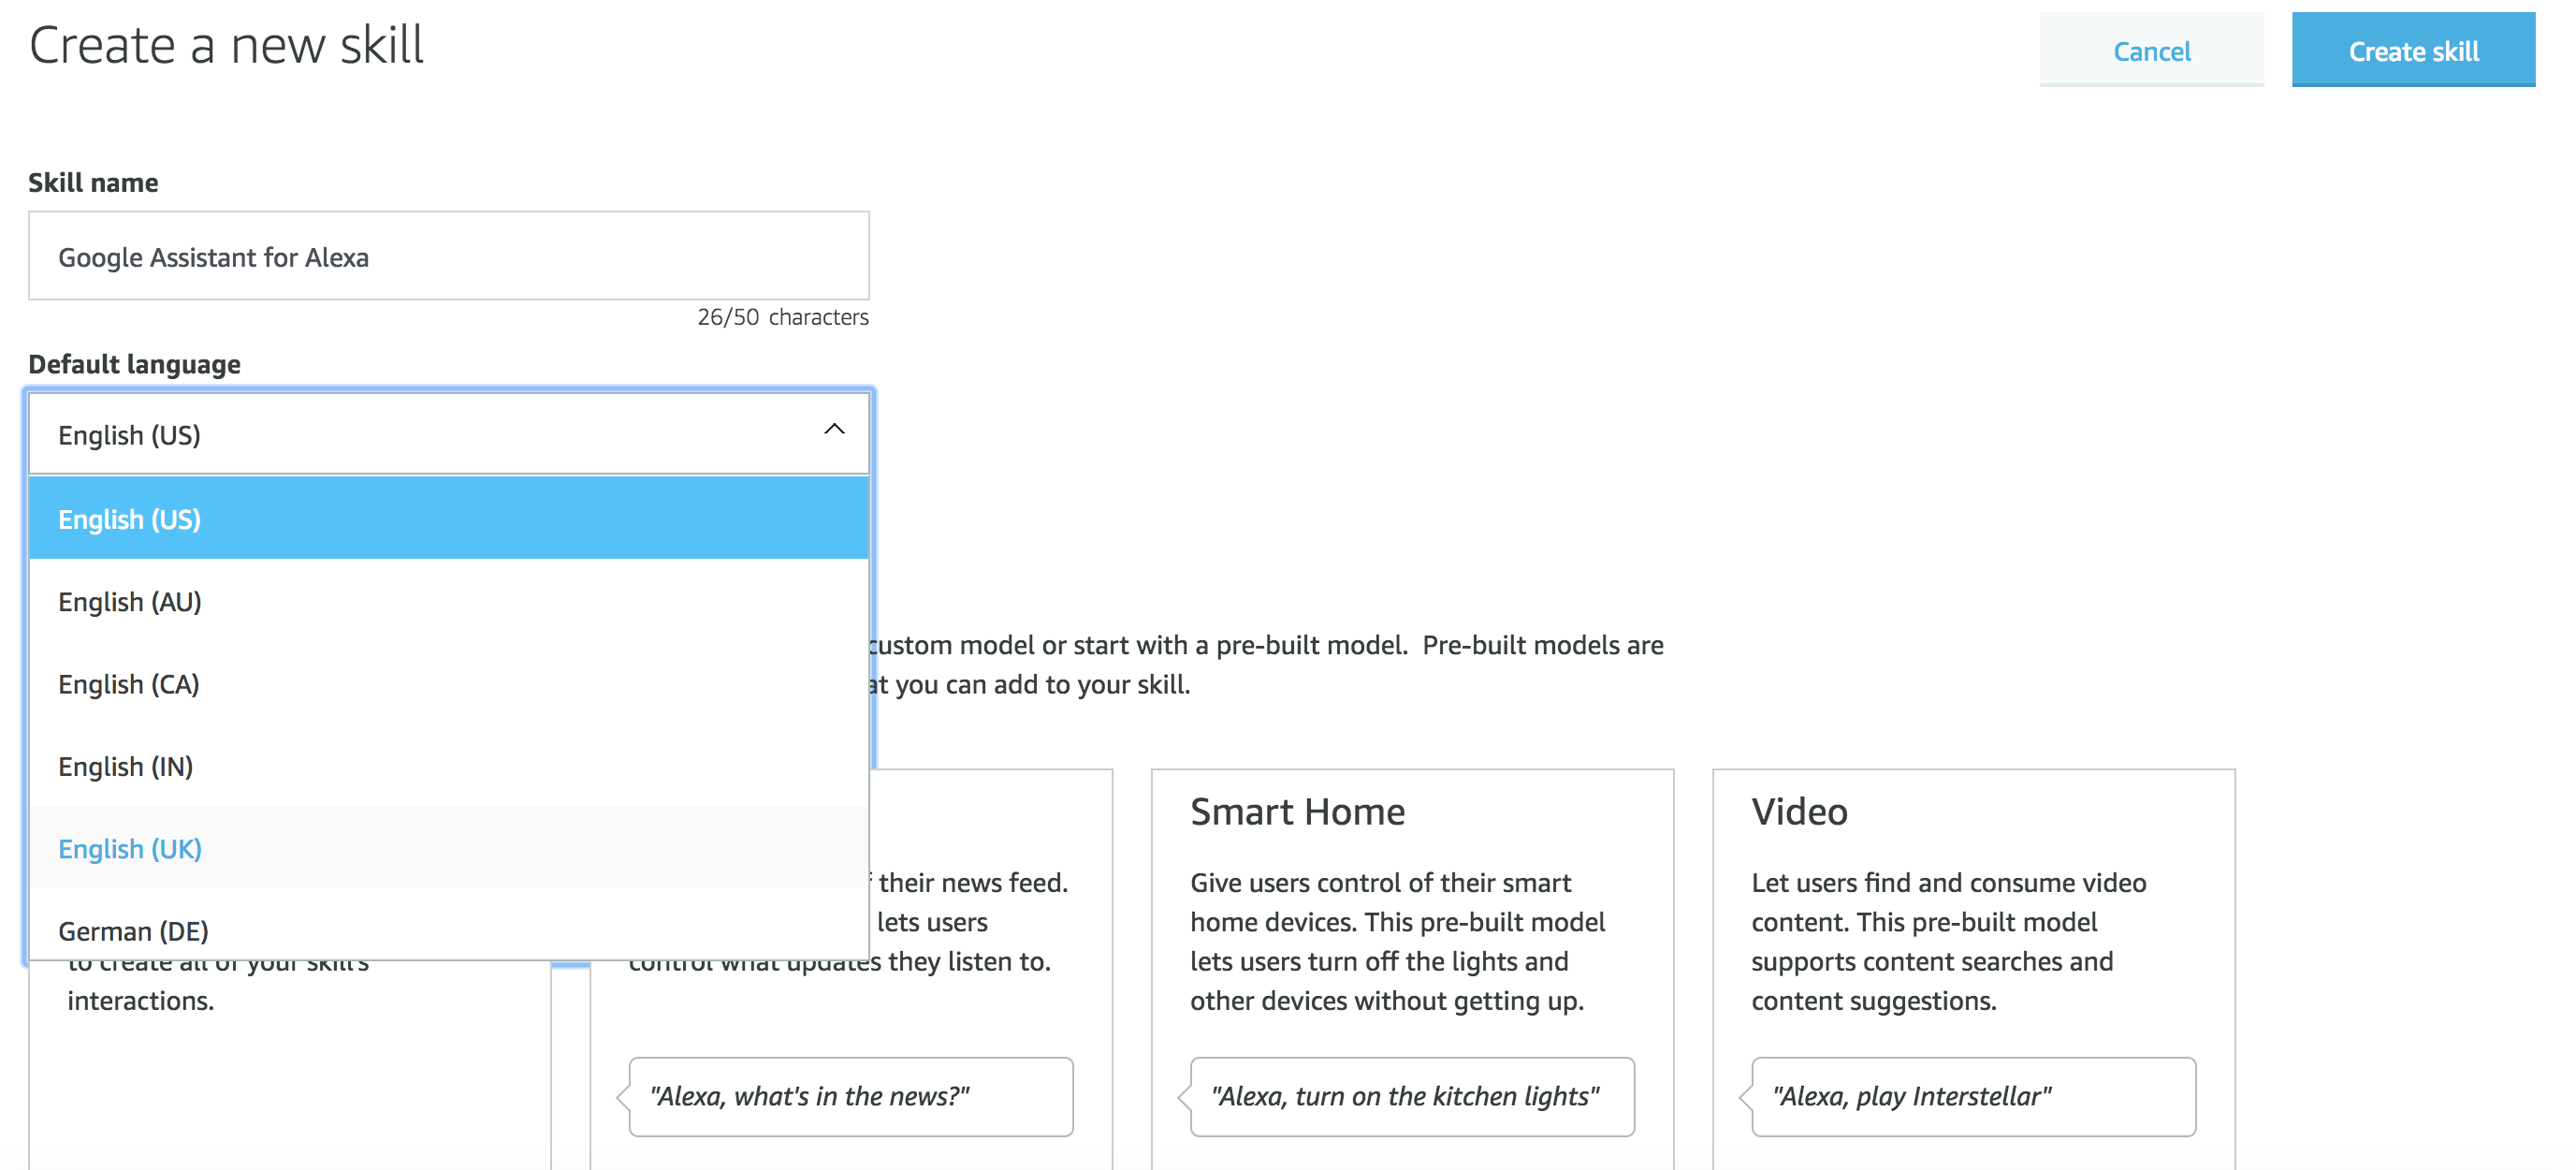 Create a new skill
Cancel
Create skill
Skill name
Google Assistant for Alexa
26/50 characters
Default language
English (US)
English (US)
English (AU)
English (CA)
English (IN)
English (UK)
German (DE)
custom model or start with a pre-built model. Pre-built models are
at you can add to your skill.
their news feed.
lets users
control what updates they listen to.
to create all of your skill's
interactions.
"Alexa, what's in the news?"
Smart Home
Give users control of their smart
home devices. This pre-built model
lets users turn off the lights and
other devices without getting up.
"Alexa, turn on the kitchen lights"
Video
Let users find and consume video
content. This pre-built model
supports content searches and
content suggestions.
"Alexa, play Interstellar"